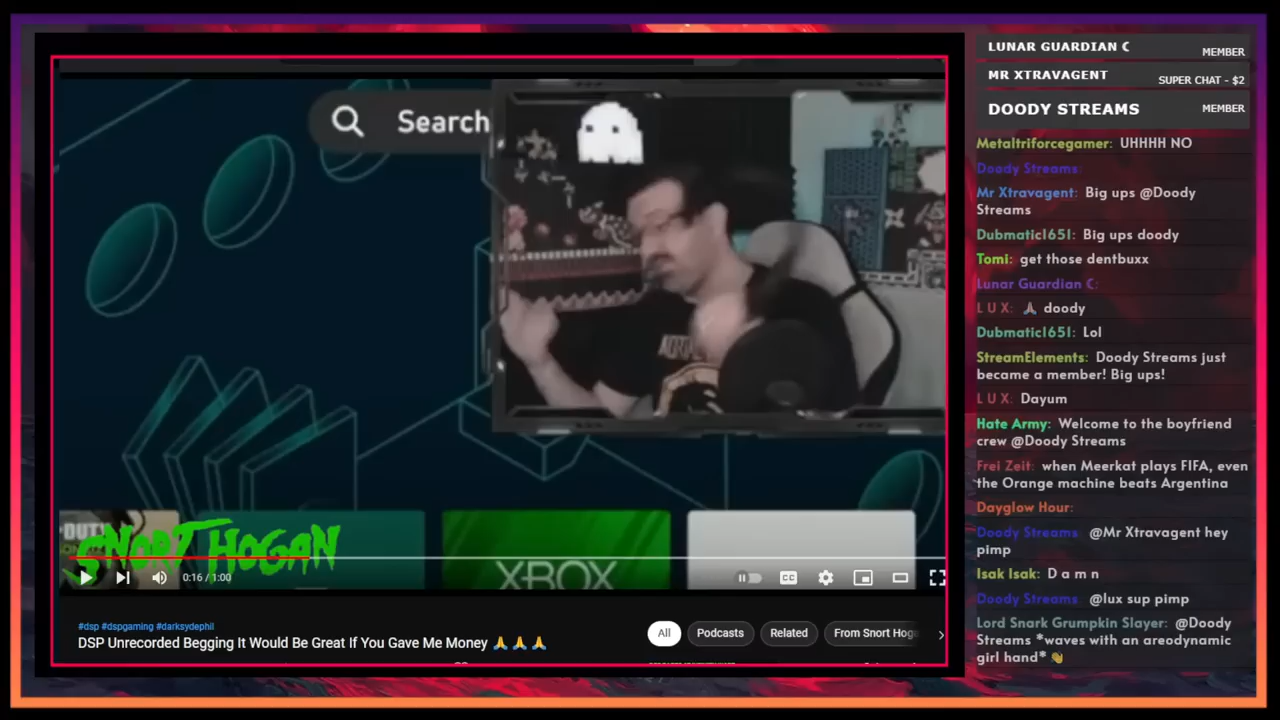 Search
DUTY
SNORT HOGAN
XBOX
0:16 / 1:00
CC
#dsp #dspgaming #darksydephil
DSP Unrecorded Begging It Would Be Great If You Gave Me Money 🙏 🙏 🙏
All
Podcasts
Related
From Snort Hoga
LUNAR GUARDIAN C
MEMBER
MR XTRAVAGENT
SUPER CHAT - $2
DOODY STREAMS
MEMBER
Metaltriforcegamer: UHHHH NO
Doody Streams:
Mr Xtravagent: Big ups @Doody
Streams
Dubmatic1651: Big ups doody
Tomi: get those dentbuxx
Lunar Guardian C:
L U X: 🙏 doody
Dubmatic1651: Lol
StreamElements: Doody Streams just
became a member! Big ups!
L U X: Dayum
Hate Army: Welcome to the boyfriend
crew @Doody Streams
Frei Zeit: when Meerkat plays FIFA, even
the Orange machine beats Argentina
Dayglow Hour:
Doody Streams @Mr Xtravagent hey
pimp
Isak Isak: D a m n
Doody Streams @lux sup pimp
Lord Snark Grumpkin Slayer: @Doody
Streams *waves with an areodynamic
girl hand* 👋